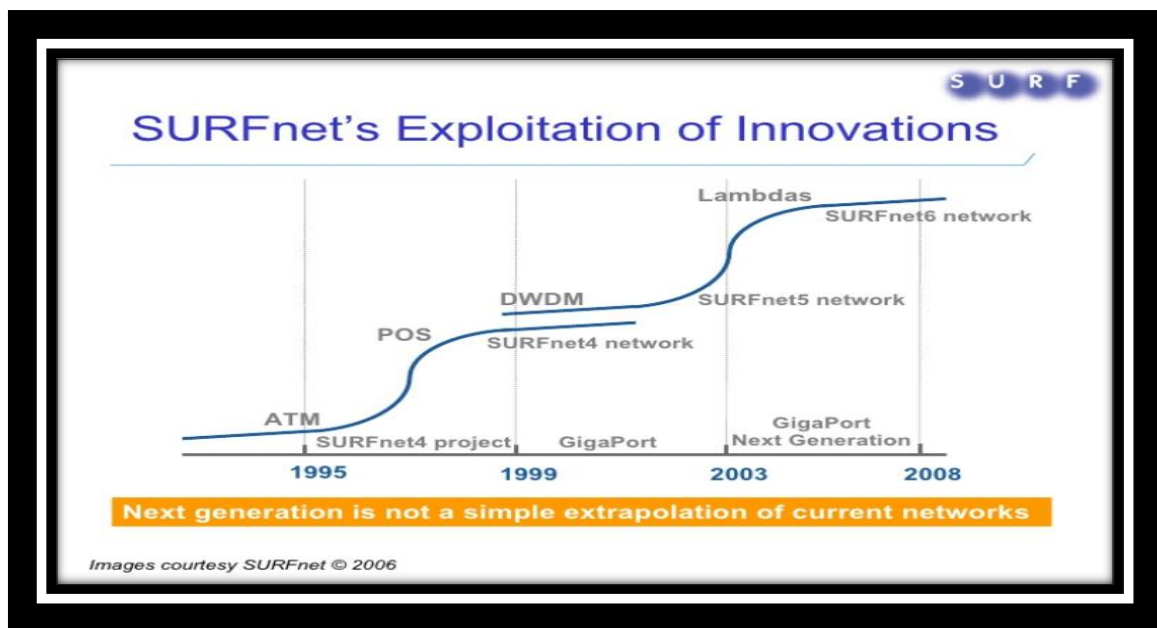 SURF
SURFnet's Exploitation of Innovations
Lambdas
SURFnet6 network
DWDM
SURFnet5 network
POS
SURFnet4 network
ATM
SURFnet4 project
GigaPort
GigaPort
Next Generation
1995
1999
2003
2008
Next generation is not a simple extrapolation of current networks
Images courtesy SURFnet © 2006